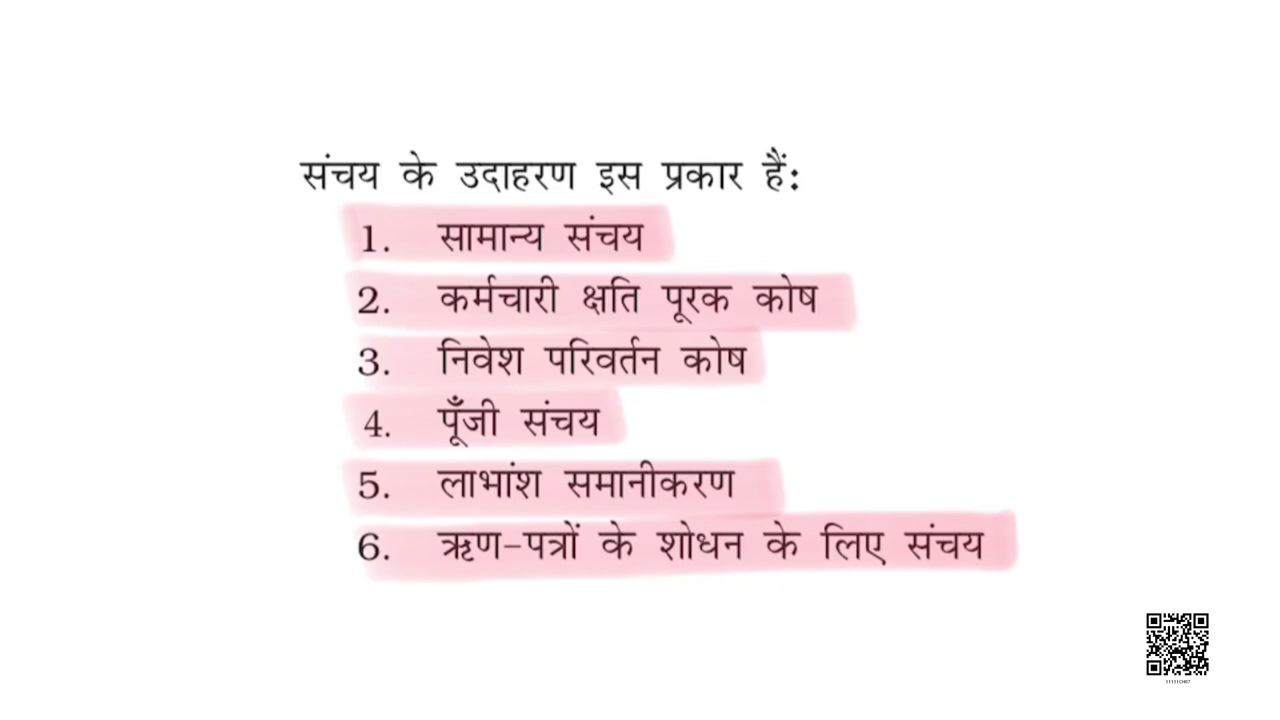 संचय के उदाहरण इस प्रकार हैं:
1. सामान्य संचय
2. कर्मचारी क्षति पूरक कोष
3. निवेश परिवर्तन कोष
4. पूँजी संचय
5. लाभांश समानीकरण
6. ऋण-पत्रों के शोधन के लिए संचय